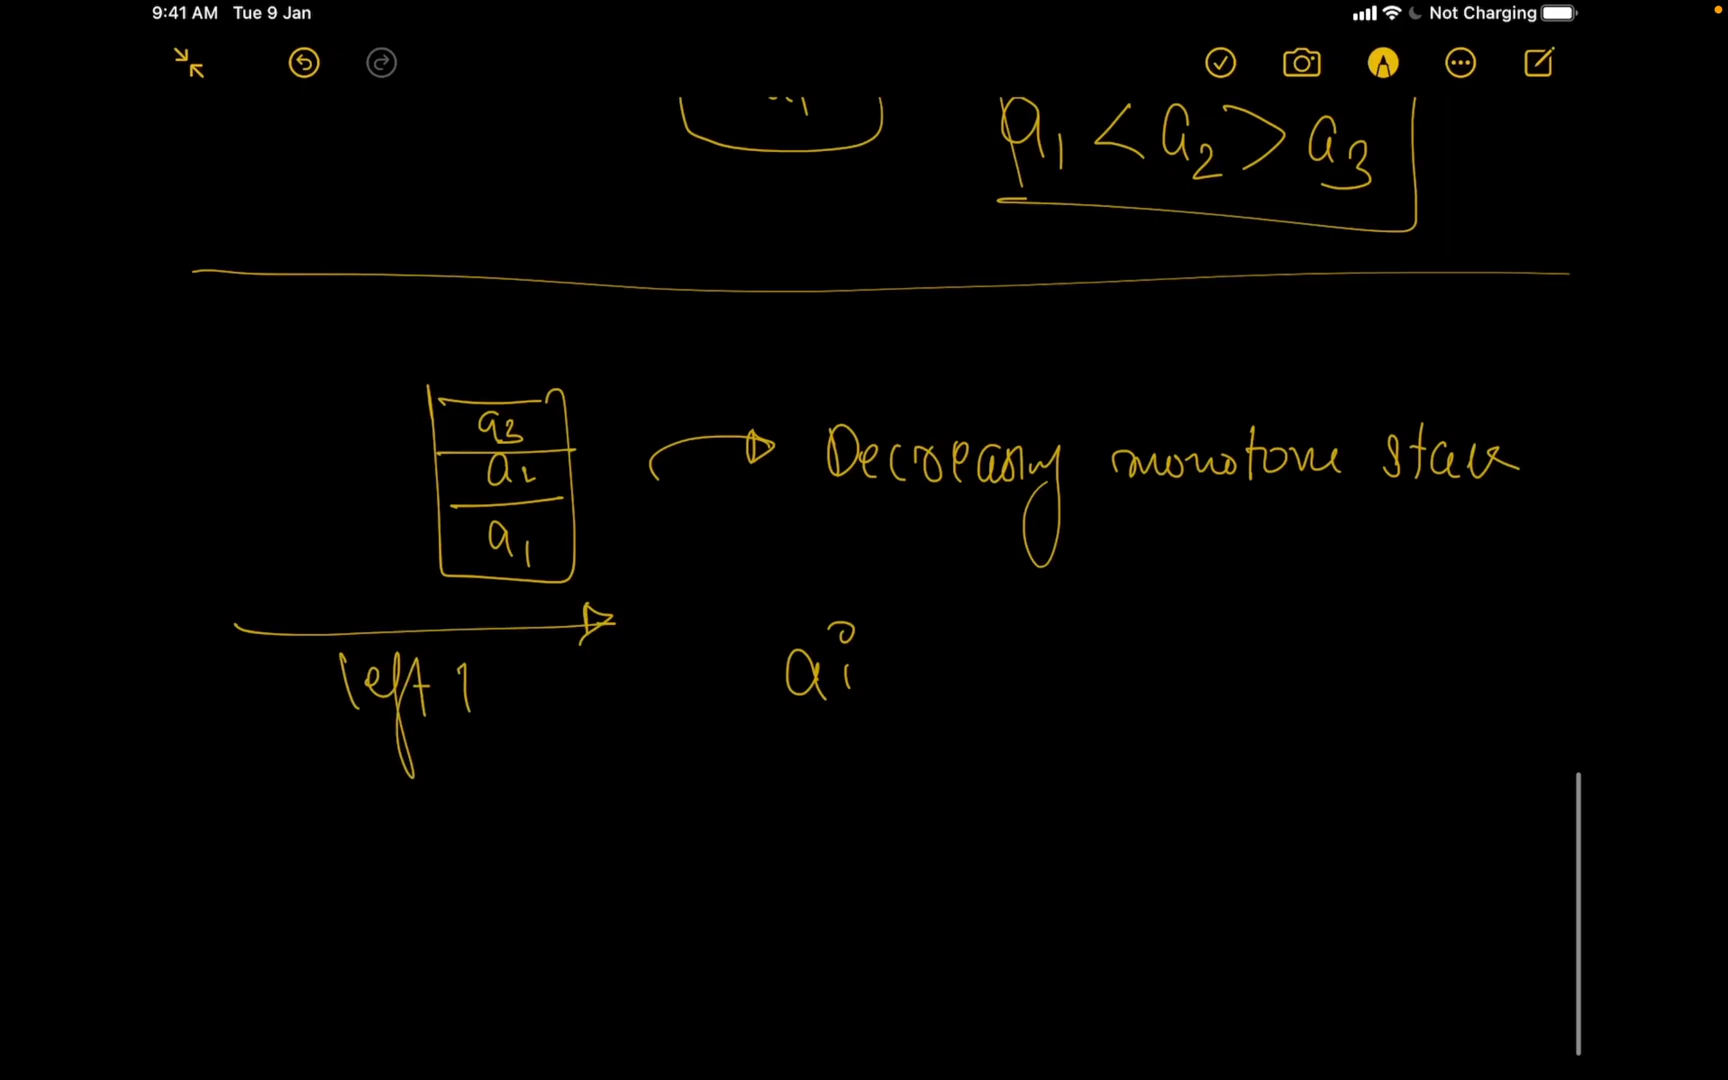 9:41 AM Tue 9 Jan Not Charging
a1 < a2 > a3
a3
a2
a1
Decreasing monotone stack
left 1
ai